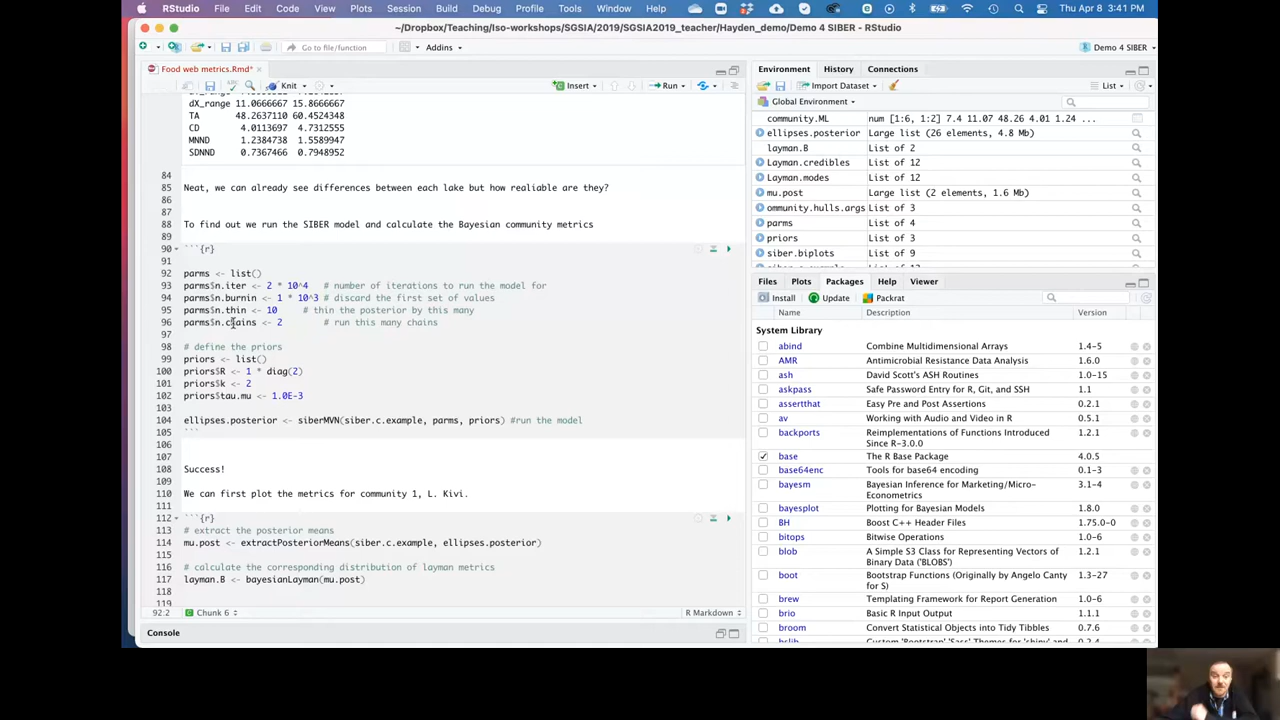 RStudio File Edit Code View Plots Session Build Debug Profile Tools Window Help Thu Apr 8 3:41 PM
~/Dropbox/Teaching/Iso-workshops/SGSIA/2019/SGSIA2019_teacher/Hayden_demo/Demo 4 SIBER - RStudio
Go to file/function Addins Demo 4 SIBER
Food web metrics.Rmd*
Knit Insert Run
dX_range 11.0666667 15.8666667
TA 48.2637110 60.4524348
CD 4.0113697 4.7312555
MNND 1.2384738 1.5589947
SDNND 0.7367466 0.7948952
84
85 Neat, we can already see differences between each lake but how realiable are they?
86
87
88 To find out we run the SIBER model and calculate the Bayesian community metrics
89
90 ```{r}
91
92 parms <- list()
93 parms$n.iter <- 2 * 10^4 # number of iterations to run the model for
94 parms$n.burnin <- 1 * 10^3 # discard the first set of values
95 parms$n.thin <- 10 # thin the posterior by this many
96 parms$n.chains <- 2 # run this many chains
97
98 # define the priors
99 priors <- list()
100 priors$R <- 1 * diag(2)
101 priors$k <- 2
102 priors$tau.mu <- 1.0E-3
103
104 ellipses.posterior <- siberMVN(siber.c.example, parms, priors) #run the model
105 ```
106
107
108 Success!
109
110 We can first plot the metrics for community 1, L. Kivi.
111
112 ```{r}
113 # extract the posterior means
114 mu.post <- extractPosteriorMeans(siber.c.example, ellipses.posterior)
115
116 # calculate the corresponding distribution of layman metrics
117 layman.B <- bayesianLayman(mu.post)
118
119
92:2 Chunk 6 R Markdown
Console
Environment History Connections
Import Dataset List
Global Environment
community.ML num [1:6, 1:2] 7.4 11.07 48.26 4.01 1.24 ...
ellipses.posterior Large list (26 elements, 4.8 Mb)
layman.B List of 2
Layman.credibles List of 12
Layman.modes List of 12
mu.post Large list (2 elements, 1.6 Mb)
ommunity.hulls.args List of 3
parms List of 4
priors List of 3
siber.biplots List of 9
Files Plots Packages Help Viewer
Install Update Packrat
Name Description Version
System Library
abind Combine Multidimensional Arrays 1.4-5
AMR Antimicrobial Resistance Data Analysis 1.6.0
ash David Scott's ASH Routines 1.0-15
askpass Safe Password Entry for R, Git, and SSH 1.1
assertthat Easy Pre and Post Assertions 0.2.1
av Working with Audio and Video in R 0.5.1
backports Reimplementations of Functions Introduced 1.2.1
Since R-3.0.0
base The R Base Package 4.0.5
base64enc Tools for base64 encoding 0.1-3
bayesm Bayesian Inference for Marketing/Micro- 3.1-4
Econometrics
bayesplot Plotting for Bayesian Models 1.8.0
BH Boost C++ Header Files 1.75.0-0
bitops Bitwise Operations 1.0-6
blob A Simple S3 Class for Representing Vectors of 1.2.1
Binary Data ('BLOBS')
boot Bootstrap Functions (Originally by Angelo Canty 1.3-27
for S)
brew Templating Framework for Report Generation 1.0-6
brio Basic R Input Output 1.1.1
broom Convert Statistical Objects into Tidy Tibbles 0.7.6